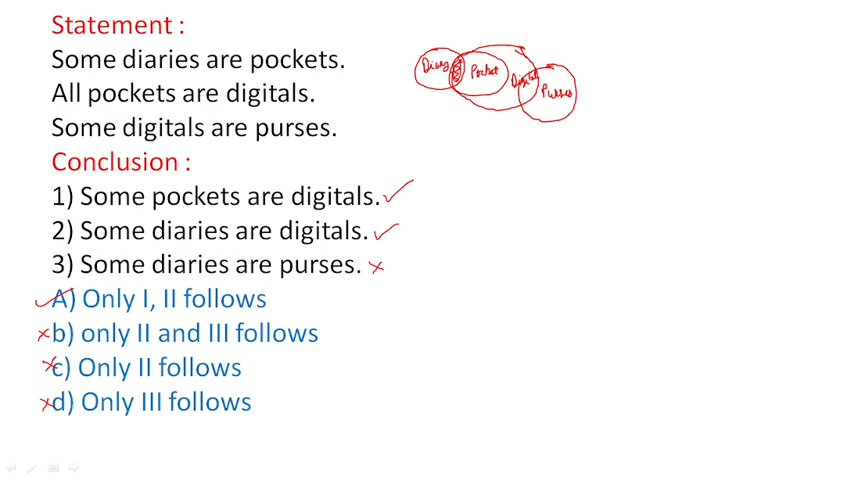 Statement :
Some diaries are pockets.
All pockets are digitals.
Some digitals are purses.
Conclusion :
1) Some pockets are digitals.
2) Some diaries are digitals.
3) Some diaries are purses.
A) Only I, II follows
b) only II and III follows
c) Only II follows
d) Only III follows
Diary Pocket Digital Purses